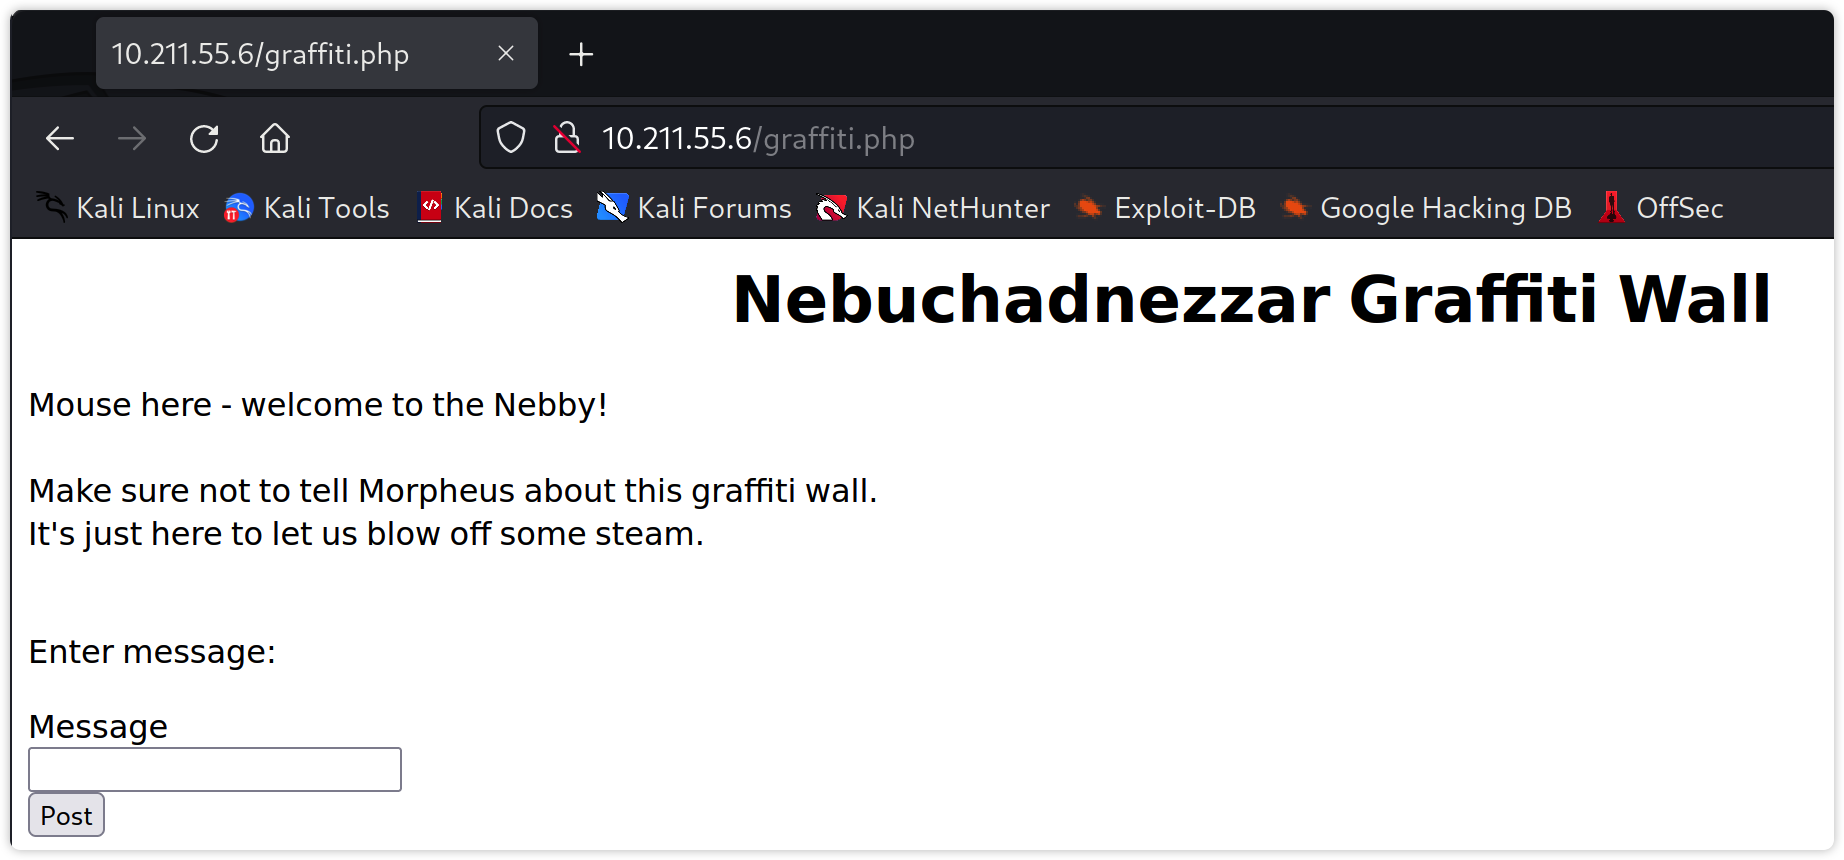 10.211.55.6/graffiti.php
10.211.55.6/graffiti.php
Kali Linux Kali Tools Kali Docs Kali Forums Kali NetHunter Exploit-DB Google Hacking DB OffSec
Nebuchadnezzar Graffiti Wall
Mouse here - welcome to the Nebby!
Make sure not to tell Morpheus about this graffiti wall.
It's just here to let us blow off some steam.
Enter message:
Message
Post